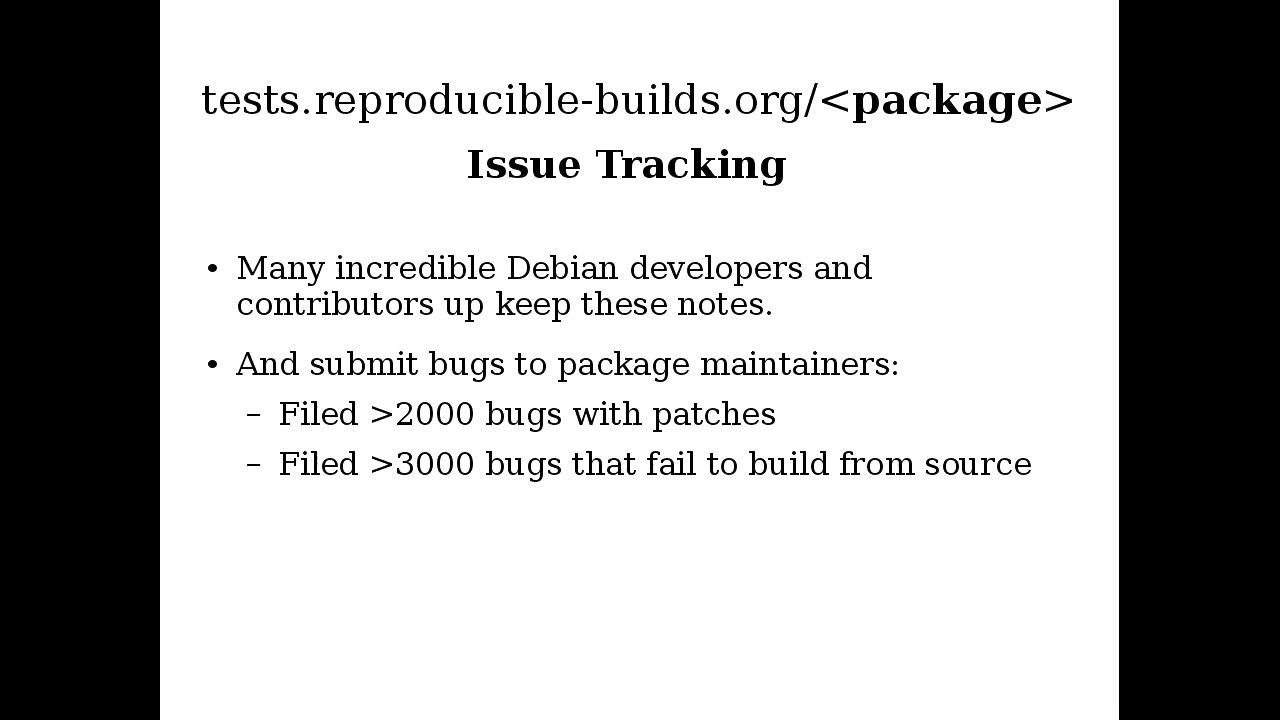 tests.reproducible-builds.org/<package>
Issue Tracking
• Many incredible Debian developers and
contributors up keep these notes.
• And submit bugs to package maintainers:
– Filed >2000 bugs with patches
– Filed >3000 bugs that fail to build from source